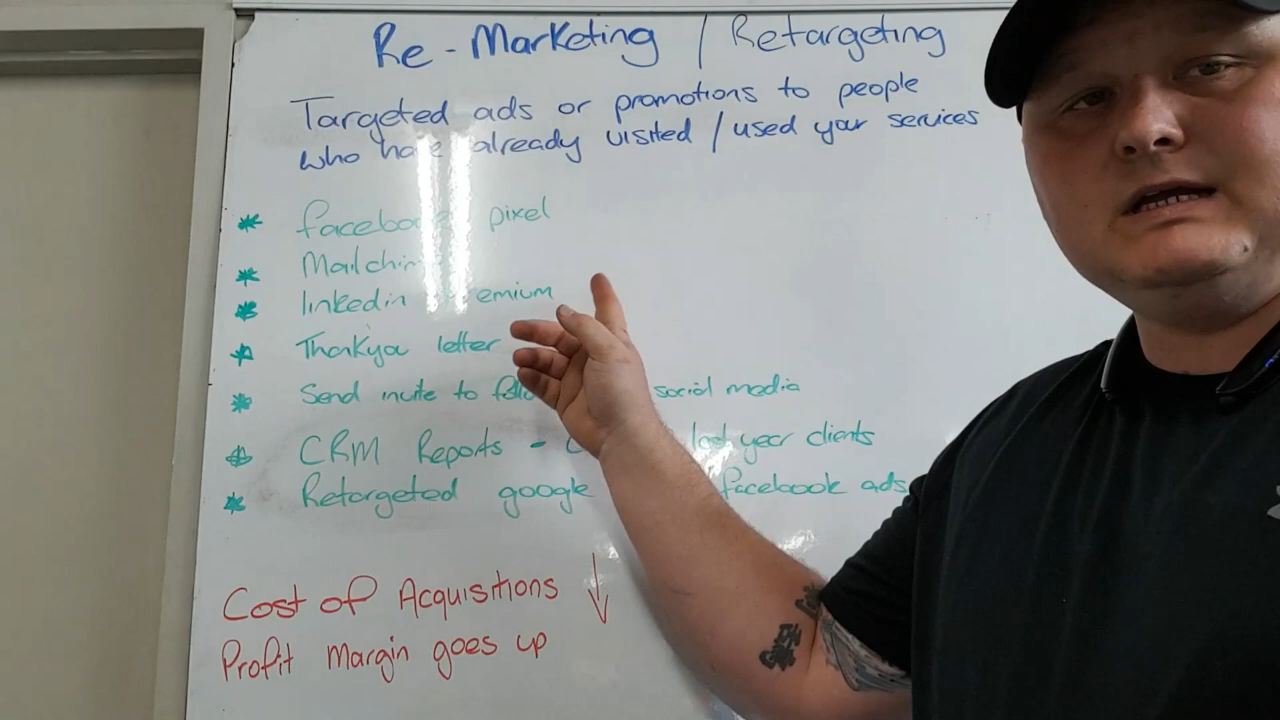 Re-Marketing / Retargeting
Targeted ads or promotions to people
who have already visited / used your services
* facebook pixel
* Mailchim
* linkedin premium
* Thankyou letter
* Send invite to social media
* CRM Reports - last year clients
* Retargeted google facebook ads
Cost of Acquisitions ↓
Profit Margin goes up